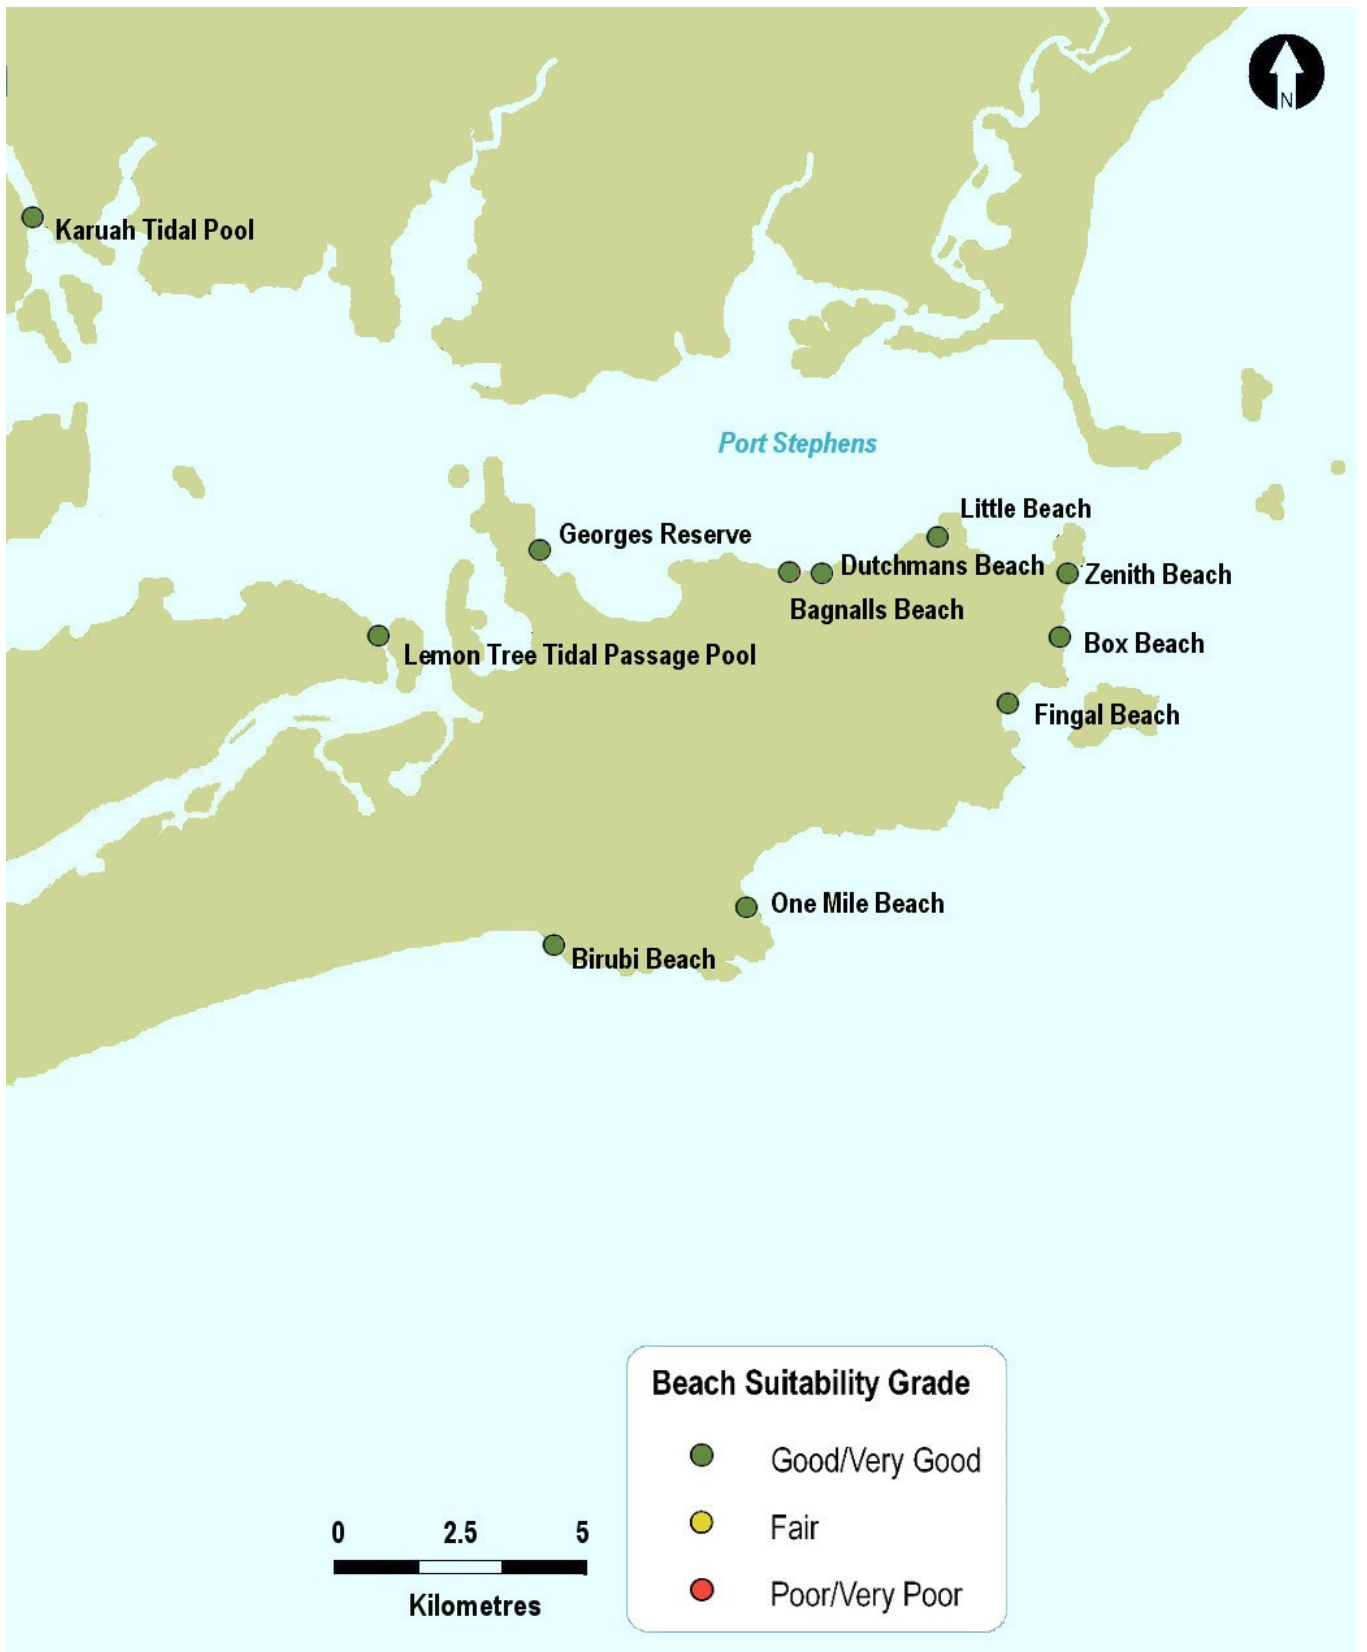 N
Karuah Tidal Pool
Port Stephens
Little Beach
Georges Reserve
Dutchmans Beach
Zenith Beach
Bagnalls Beach
Box Beach
Lemon Tree Tidal Passage Pool
Fingal Beach
One Mile Beach
Birubi Beach
Beach Suitability Grade
Good/Very Good
Fair
Poor/Very Poor
0 2.5 5
Kilometres